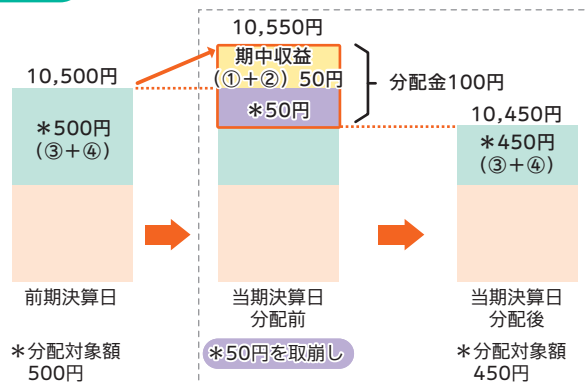 10,550円
期中収益
(①+②) 50円
*50円
分配金100円
10,500円
*500円
(③+④)
10,450円
*450円
(③+④)
前期決算日
当期決算日
分配前
当期決算日
分配後
*分配対象額
500円
*50円を取崩し
*分配対象額
450円